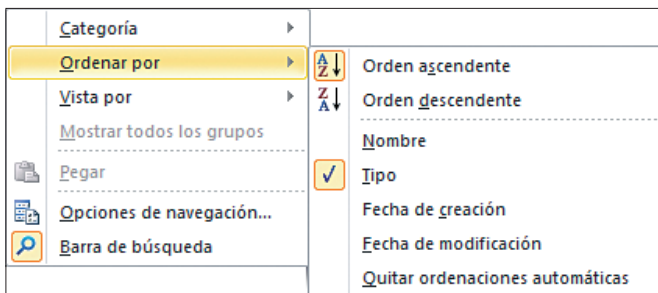 Categoría
Ordenar por
Vista por
Mostrar todos los grupos
Pegar
Opciones de navegación...
Barra de búsqueda
A
Z
Orden ascendente
Z
A
Orden descendente
Nombre
Tipo
Fecha de creación
Fecha de modificación
Quitar ordenaciones automáticas